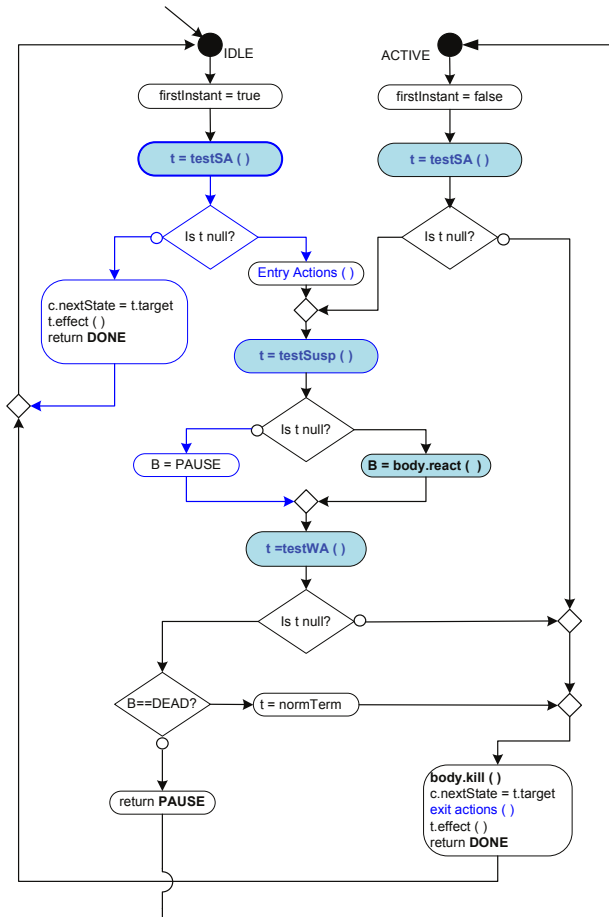 IDLE
ACTIVE
firstInstant = true
firstInstant = false
t = testSA ( )
t = testSA ( )
Is t null?
Is t null?
Entry Actions ( )
c.nextState = t.target
t.effect ( )
return DONE
t = testSusp ( )
Is t null?
B = PAUSE
B = body.react ( )
t =testWA ( )
Is t null?
B==DEAD?
t = normTerm
return PAUSE
body.kill ( )
c.nextState = t.target
exit actions ( )
t.effect ( )
return DONE